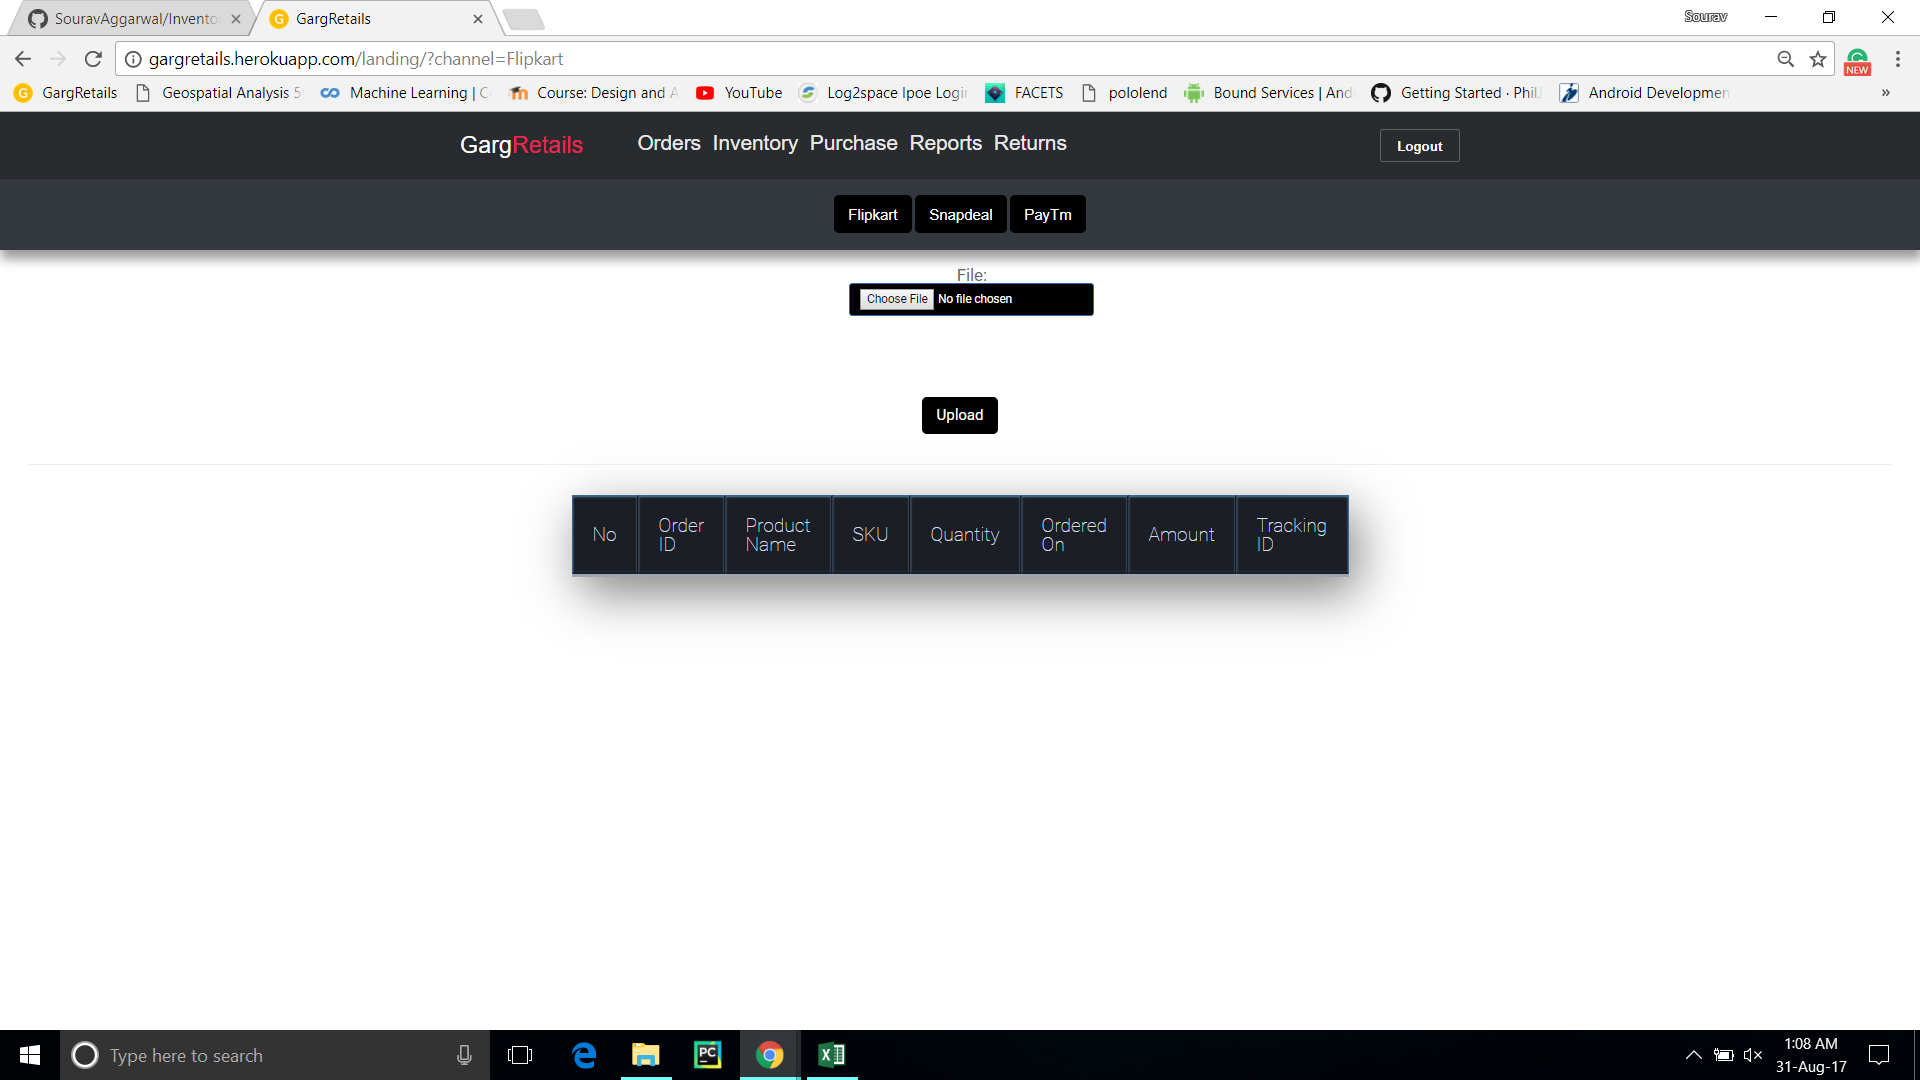 SouravAggarwal/Invento
GargRetails
Sourav
gargretails.herokuapp.com/landing/?channel=Flipkart
NEW
GargRetails
Geospatial Analysis 5
Machine Learning | C
Course: Design and A
YouTube
Log2space Ipoe Login
FACETS
pololend
Bound Services | And
Getting Started · Phil
Android Developmen
»
GargRetails
Orders Inventory Purchase Reports Returns
Logout
Flipkart
Snapdeal
PayTm
File:
Choose File No file chosen
Upload
No
Order
ID
Product
Name
SKU
Quantity
Ordered
On
Amount
Tracking
ID
Type here to search
1:08 AM
31-Aug-17